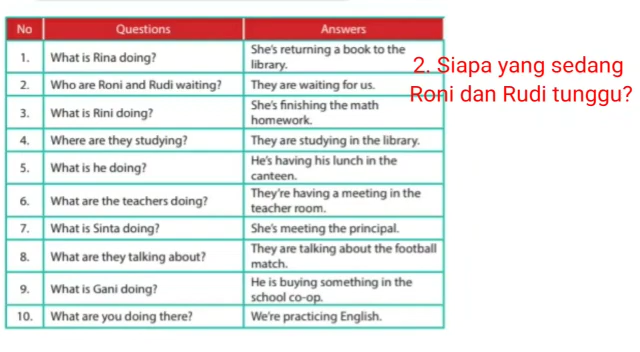 No Questions Answers
1. What is Rina doing? She's returning a book to the
library.
2. Who are Roni and Rudi waiting? They are waiting for us.
3. What is Rini doing? She's finishing the math
homework.
4. Where are they studying? They are studying in the library.
5. What is he doing? He's having his lunch in the
canteen.
6. What are the teachers doing? They're having a meeting in the
teacher room.
7. What is Sinta doing? She's meeting the principal.
8. What are they talking about? They are talking about the football
match.
9. What is Gani doing? He is buying something in the
school co-op.
10. What are you doing there? We're practicing English.
2. Siapa yang sedang
Roni dan Rudi tunggu?